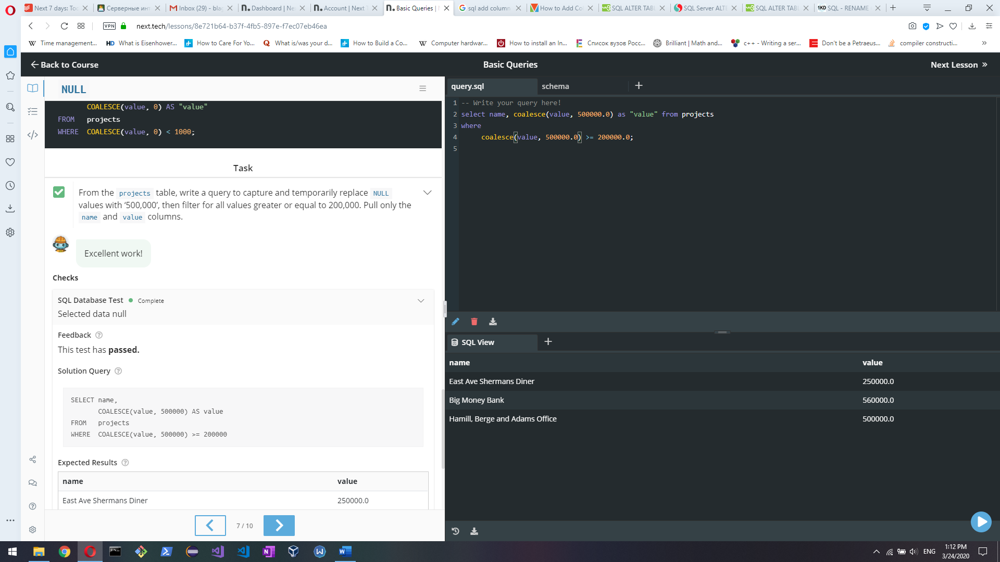 Next 7 days: Toc
Серверные инт
Inbox (29) - blac
Dashboard | Ne
Account | Next T
Basic Queries |
sql add column
How to Add Co
SQL ALTER TABL
SQL Server ALTE
SQL ALTER TABL
1KD SQL - RENAME
VPN next.tech/lessons/8e721b64-b37f-4fb5-897e-f7ec07eb46ea
W Time management...
HD What is Eisenhower...
How to Care For Yo...
What is/was your d...
How to Build a Co...
W Computer hardwar...
How to install an In...
Список вузов Росс...
Brilliant | Math and...
c++ - Writing a ser...
Don't be a Petraeus...
compiler constructi...
Back to Course
Basic Queries
Next Lesson »
NULL
COALESCE(value, 0) AS "value"
FROM projects
WHERE COALESCE(value, 0) < 1000;
Task
From the projects table, write a query to capture and temporarily replace NULL
values with ‘500,000’, then filter for all values greater or equal to 200,000. Pull only the
name and value columns.
Excellent work!
Checks
SQL Database Test Complete
Selected data null
Feedback
This test has passed.
Solution Query
SELECT name,
COALESCE(value, 500000) AS value
FROM projects
WHERE COALESCE(value, 500000) >= 200000
Expected Results
name value
East Ave Shermans Diner 250000.0
7 / 10
query.sql schema
1 -- Write your query here!
2 select name, coalesce(value, 500000.0) as "value" from projects
3 where
4 coalesce(value, 500000.0) >= 200000.0;
5
SQL View
name value
East Ave Shermans Diner 250000.0
Big Money Bank 560000.0
Hamill, Berge and Adams Office 500000.0
ENG
1:12 PM
3/24/2020